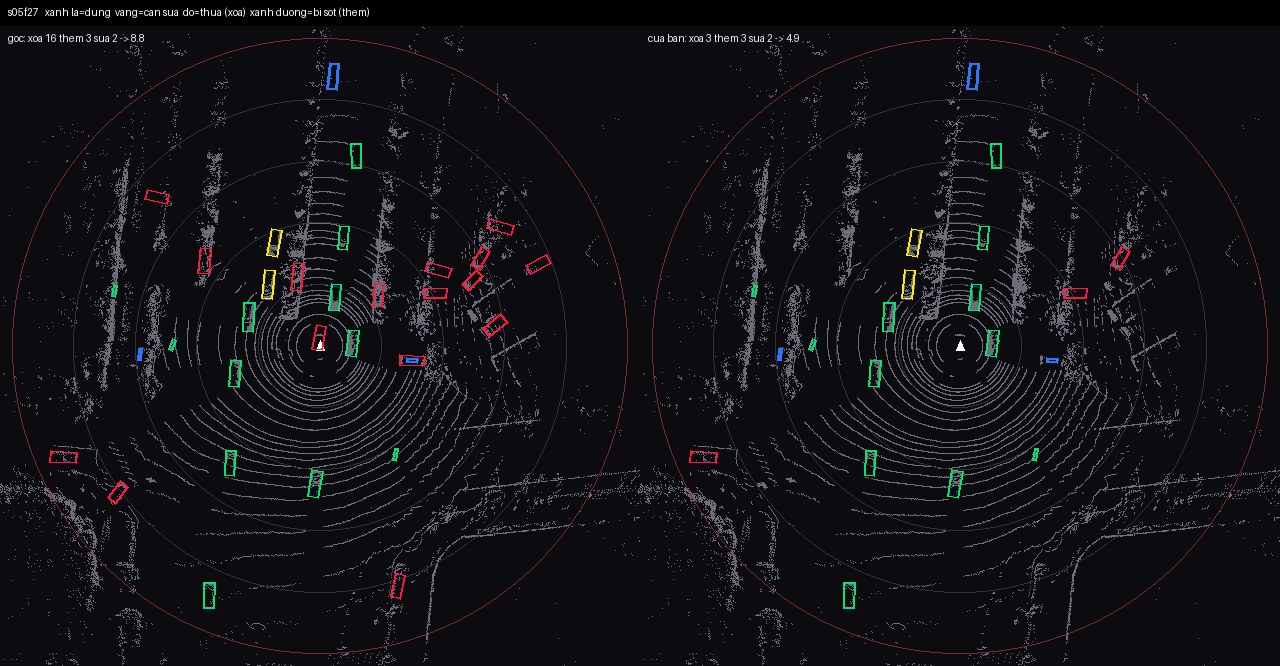 s05f27 xanh la=dung vang=can sua do=thua (xoa) xanh duong=bi sot (them)
goc: xoa 16 them 3 sua 2 -> 8.8
cua ban: xoa 3 them 3 sua 2 -> 4.9